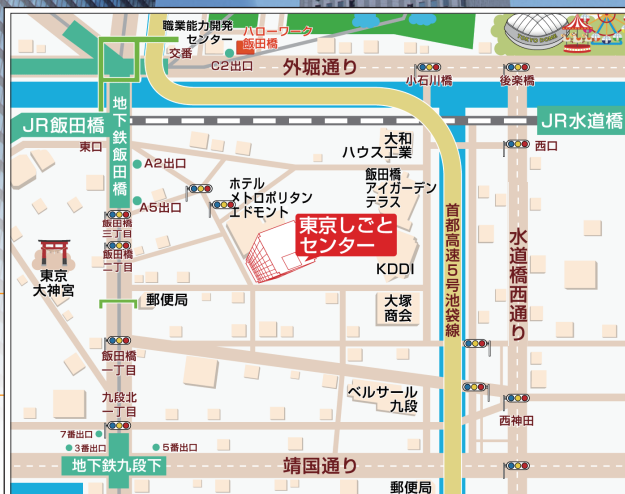 職業能力開発
センター
ハローワーク
飯田橋
交番
C2出口
外堀通り
小石川橋
後楽橋
TOKYO DOME
JR飯田橋
地下鉄飯田橋
JR水道橋
東口
西口
大和
ハウス工業
A2出口
ホテル
メトロポリタン
エドモント
飯田橋
アイガーデン
テラス
A5出口
飯田橋
三丁目
東京しごと
センター
首都高速5号池袋線
水道橋西通り
飯田橋
二丁目
東京
大神宮
KDDI
郵便局
大塚
商会
飯田橋
一丁目
ベルサール
九段
九段北
一丁目
西神田
7番出口
3番出口
5番出口
地下鉄九段下
靖国通り
郵便局